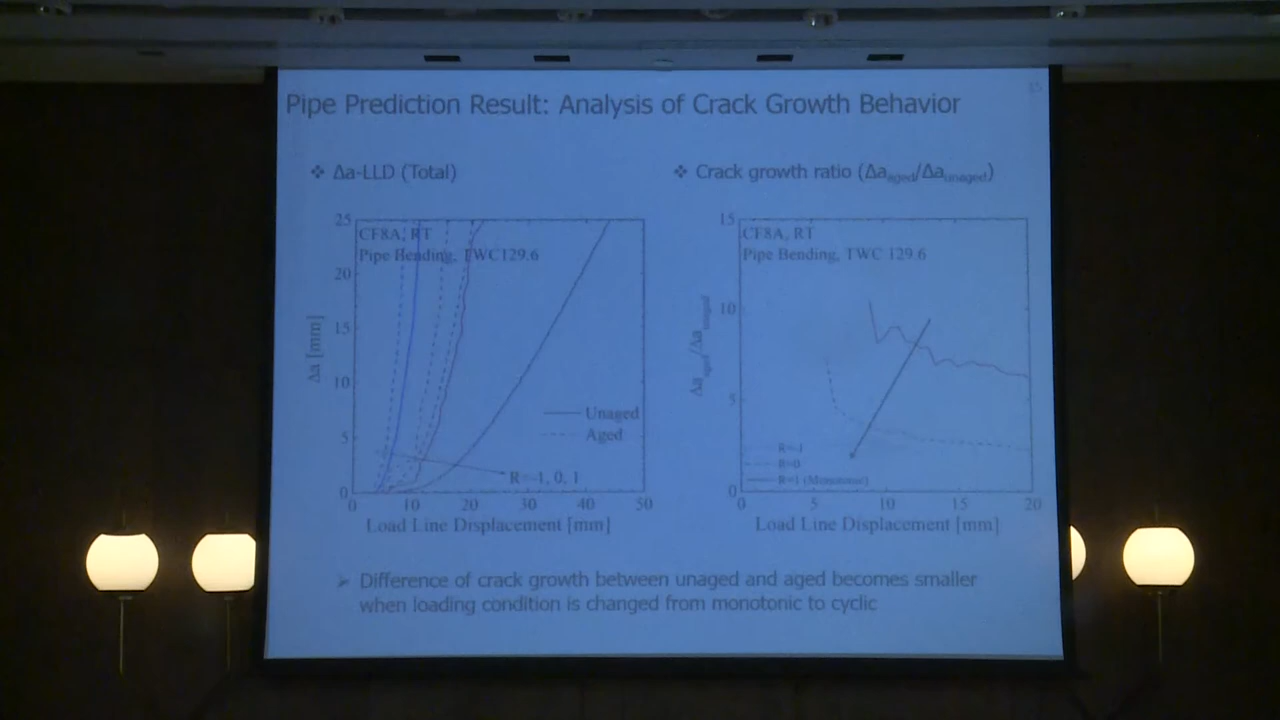 15
Pipe Prediction Result: Analysis of Crack Growth Behavior
❖ Δa-LLD (Total)
25
20
15
10
5
0
Δa [mm]
CF8A, RT
Pipe Bending, TWC129.6
Unaged
Aged
R=-1, 0, 1
0 10 20 30 40 50
Load Line Displacement [mm]
❖ Crack growth ratio (Δaaged/Δaunaged)
15
10
5
0
Δaaged/Δaunaged
CF8A, RT
Pipe Bending, TWC 129.6
R=-1
R=0
R=1 (Monotonic)
0 5 10 15 20
Load Line Displacement [mm]
➢ Difference of crack growth between unaged and aged becomes smaller
when loading condition is changed from monotonic to cyclic